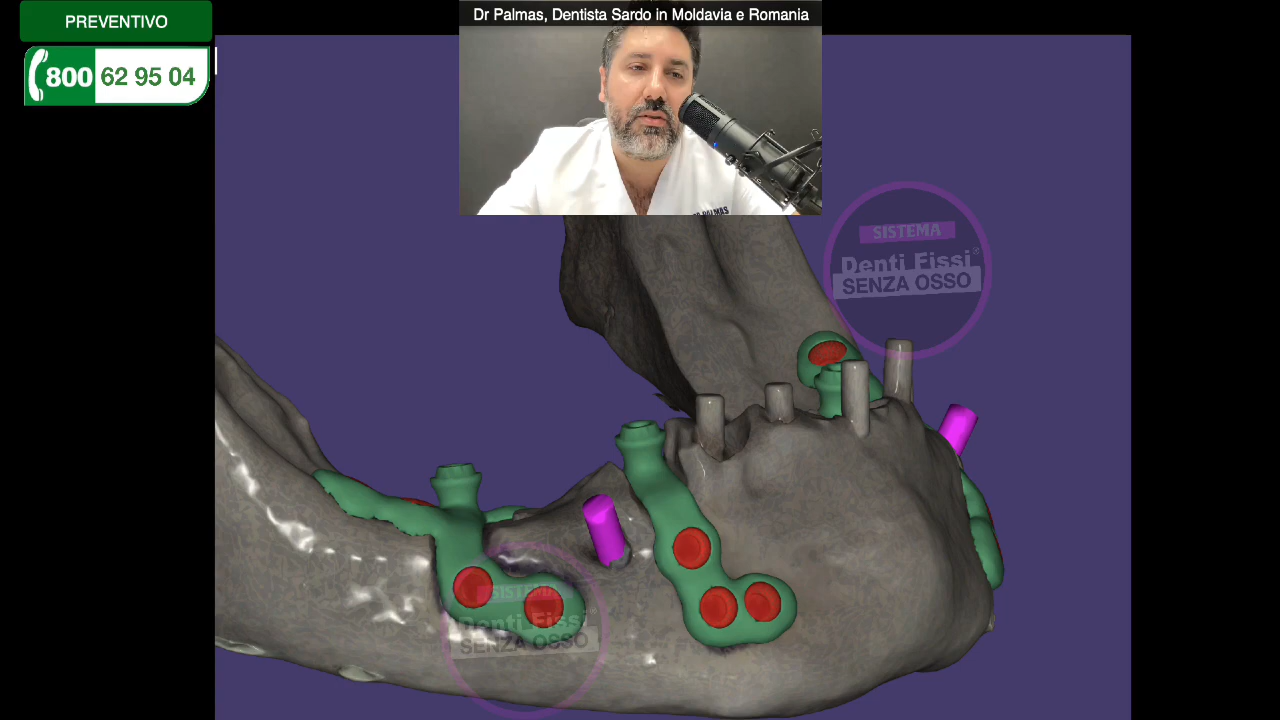 PREVENTIVO
800 62 95 04
Dr Palmas, Dentista Sardo in Moldavia e Romania
PALMAS
SISTEMA
Denti Fissi®
SENZA OSSO
SISTEMA
Denti Fissi®
SENZA OSSO